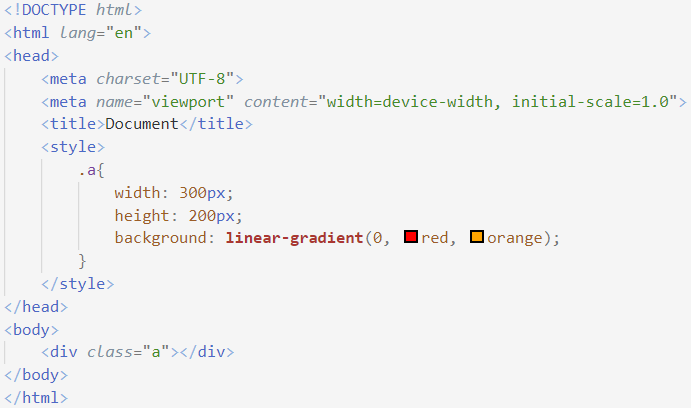 <!DOCTYPE html>
<html lang="en">
<head>
    <meta charset="UTF-8">
    <meta name="viewport" content="width=device-width, initial-scale=1.0">
    <title>Document</title>
    <style>
        .a{
            width: 300px;
            height: 200px;
            background: linear-gradient(0, red, orange);
        }
    </style>
</head>
<body>
    <div class="a"></div>
</body>
</html>